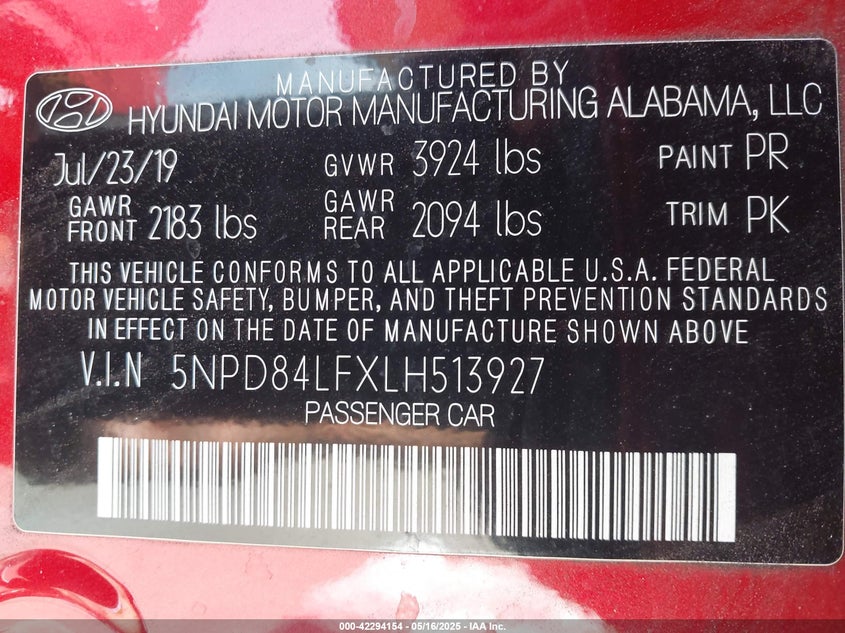 MANUFACTURED BY
HYUNDAI MOTOR MANUFACTURING ALABAMA, LLC
Jul/23/19 GVWR 3924 lbs PAINT PR
GAWR FRONT 2183 lbs GAWR REAR 2094 lbs TRIM PK
THIS VEHICLE CONFORMS TO ALL APPLICABLE U.S.A. FEDERAL
MOTOR VEHICLE SAFETY, BUMPER, AND THEFT PREVENTION STANDARDS
IN EFFECT ON THE DATE OF MANUFACTURE SHOWN ABOVE
V.I.N 5NPD84LFXLH513927
PASSENGER CAR
000-42294154 - 05/16/2025 - IAA Inc.